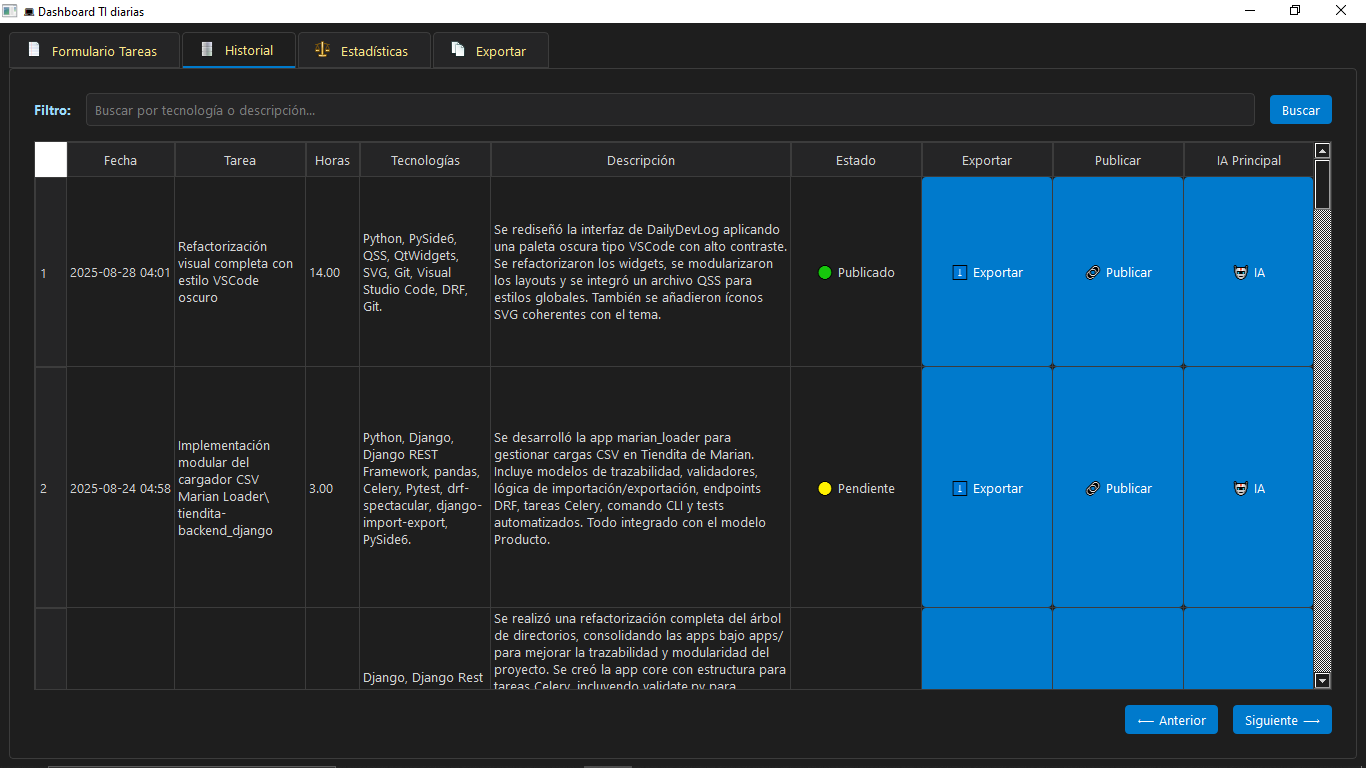 Dashboard TI diarias
Formulario Tareas
Historial
Estadísticas
Exportar
Filtro:
Buscar por tecnología o descripción...
Buscar
Fecha
Tarea
Horas
Tecnologías
Descripción
Estado
Exportar
Publicar
IA Principal
1
2025-08-28 04:01
Refactorización
visual completa con
estilo VSCode
oscuro
14.00
Python, PySide6,
QSS, QtWidgets,
SVG, Git, Visual
Studio Code, DRF,
Git.
Se rediseñó la interfaz de DailyDevLog aplicando
una paleta oscura tipo VSCode con alto contraste.
Se refactorizaron los widgets, se modularizaron
los layouts y se integró un archivo QSS para
estilos globales. También se añadieron íconos
SVG coherentes con el tema.
Publicado
Exportar
Publicar
IA
2
2025-08-24 04:58
Implementación
modular del
cargador CSV
Marian Loader\
tiendita-
backend_django
3.00
Python, Django,
Django REST
Framework, pandas,
Celery, Pytest, drf-
spectacular, django-
import-export,
PySide6.
Se desarrolló la app marian_loader para
gestionar cargas CSV en Tiendita de Marian.
Incluye modelos de trazabilidad, validadores,
lógica de importación/exportación, endpoints
DRF, tareas Celery, comando CLI y tests
automatizados. Todo integrado con el modelo
Producto.
Pendiente
Exportar
Publicar
IA
Django, Django Rest
Se realizó una refactorización completa del árbol
de directorios, consolidando las apps bajo apps/
para mejorar la trazabilidad y modularidad del
proyecto. Se creó la app core con estructura para
tareas Celery, incluyendo validate.py para
← Anterior
Siguiente →